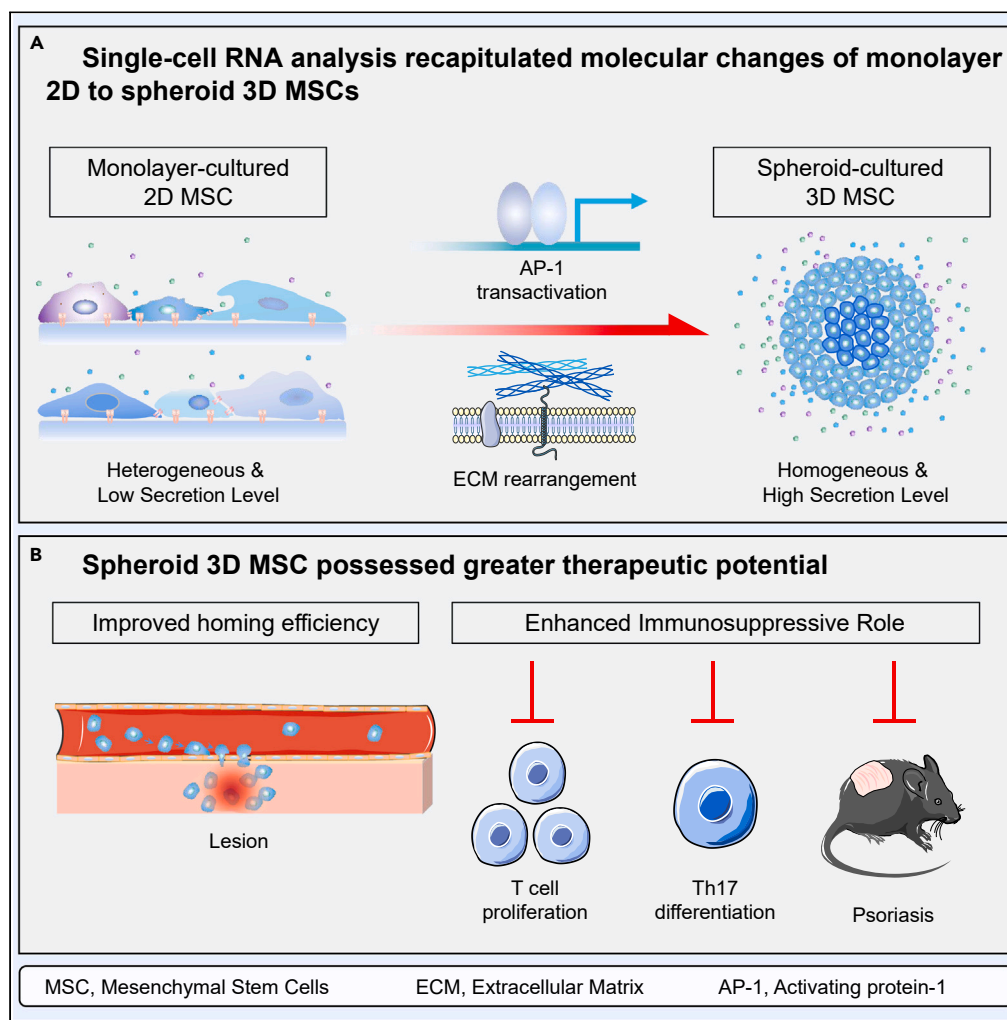 A
Single-cell RNA analysis recapitulated molecular changes of monolayer
2D to spheroid 3D MSCs
Monolayer-cultured
2D MSC
AP-1
transactivation
Spheroid-cultured
3D MSC
Heterogeneous &
Low Secretion Level
ECM rearrangement
Homogeneous &
High Secretion Level
B
Spheroid 3D MSC possessed greater therapeutic potential
Improved homing efficiency
Enhanced Immunosuppressive Role
Lesion
T cell
proliferation
Th17
differentiation
Psoriasis
MSC, Mesenchymal Stem Cells
ECM, Extracellular Matrix
AP-1, Activating protein-1